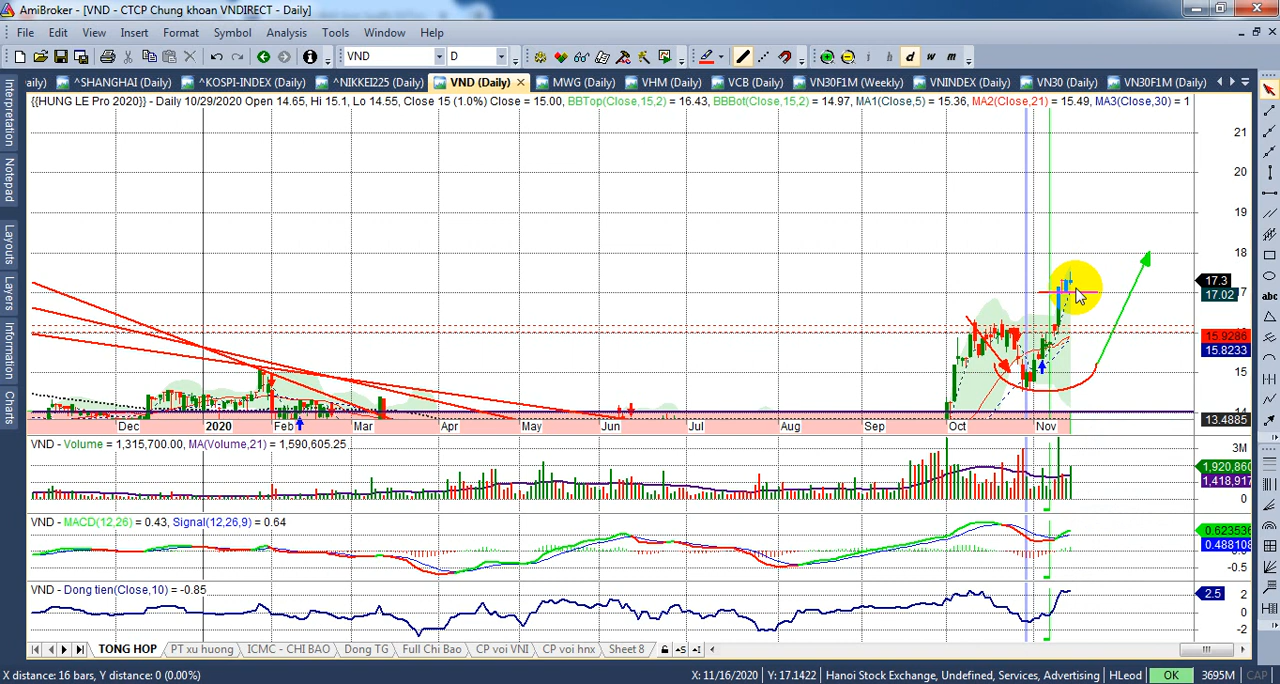 AmiBroker - [VND - CTCP Chung khoan VNDIRECT - Daily]
File Edit View Insert Format Symbol Analysis Tools Window Help
VND D i h d w m
aily) ^SHANGHAI (Daily) ^KOSPI-INDEX (Daily) ^NIKKEI225 (Daily) VND (Daily) MWG (Daily) VHM (Daily) VCB (Daily) VN30F1M (Weekly) VNINDEX (Daily) VN30 (Daily) VN30F1M (Daily)
{{HUNG LE Pro 2020}} - Daily 10/29/2020 Open 14.65, Hi 15.1, Lo 14.55, Close 15 (1.0%) Close = 15.00, BBTop(Close,15,2) = 16.43, BBBot(Close,15,2) = 14.97, MA1(Close,5) = 15.36, MA2(Close,21) = 15.49, MA3(Close,30) = 1
Interpretation
Notepad
Layouts
Layers
Information
Charts
abc
21
20
19
18
17.3
17.02
15.9286
15.8233
15
13.4885
Dec 2020 Feb Mar Apr May Jun Jul Aug Sep Oct Nov
VND - Volume = 1,315,700.00, MA(Volume,21) = 1,590,605.25
3M
1,920,860
1,418,917
0
VND - MACD(12,26) = 0.43, Signal(12,26,9) = 0.64
0.623536
0.488108
-0.5
VND - Dong tien(Close,10) = -0.85
2.5
2
0
-2
TONG HOP PT xu huong ICMC - CHI BAO Dong TG Full Chi Bao CP voi VNI CP voi hnx Sheet 8
X distance: 16 bars, Y distance: 0 (0.00%) X: 11/16/2020 Y: 17.1422 Hanoi Stock Exchange, Undefined, Services, Advertising HLeod OK 3695M CAP